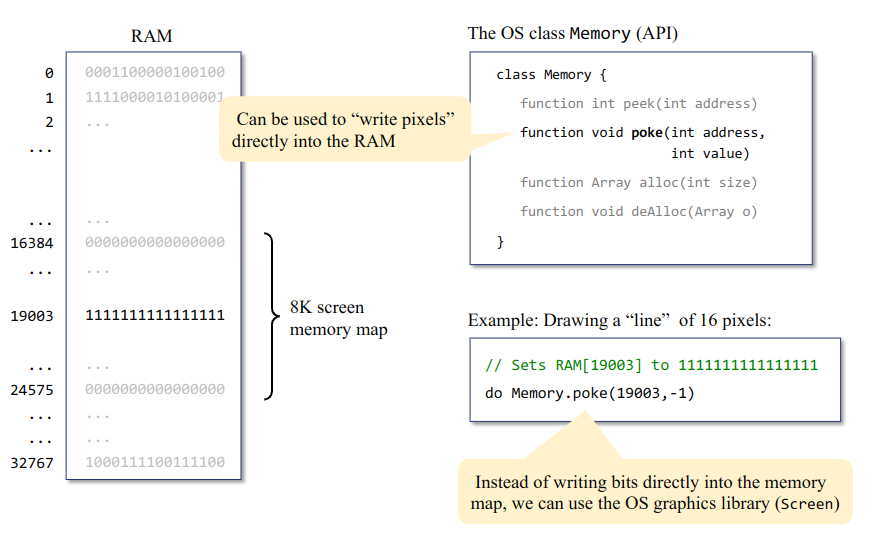 RAM
0 0001100000100100
1 1111000010100001
2 ...
...
... ...
16384 0000000000000000
... ...
19003 1111111111111111
... ...
24575 0000000000000000
... ...
... ...
32767 1000111100111100
8K screen
memory map
Can be used to “write pixels”
directly into the RAM
The OS class Memory (API)
class Memory {
function int peek(int address)
function void poke(int address,
int value)
function Array alloc(int size)
function void deAlloc(Array o)
}
Example: Drawing a “line” of 16 pixels:
// Sets RAM[19003] to 1111111111111111
do Memory.poke(19003,-1)
Instead of writing bits directly into the memory
map, we can use the OS graphics library (Screen)